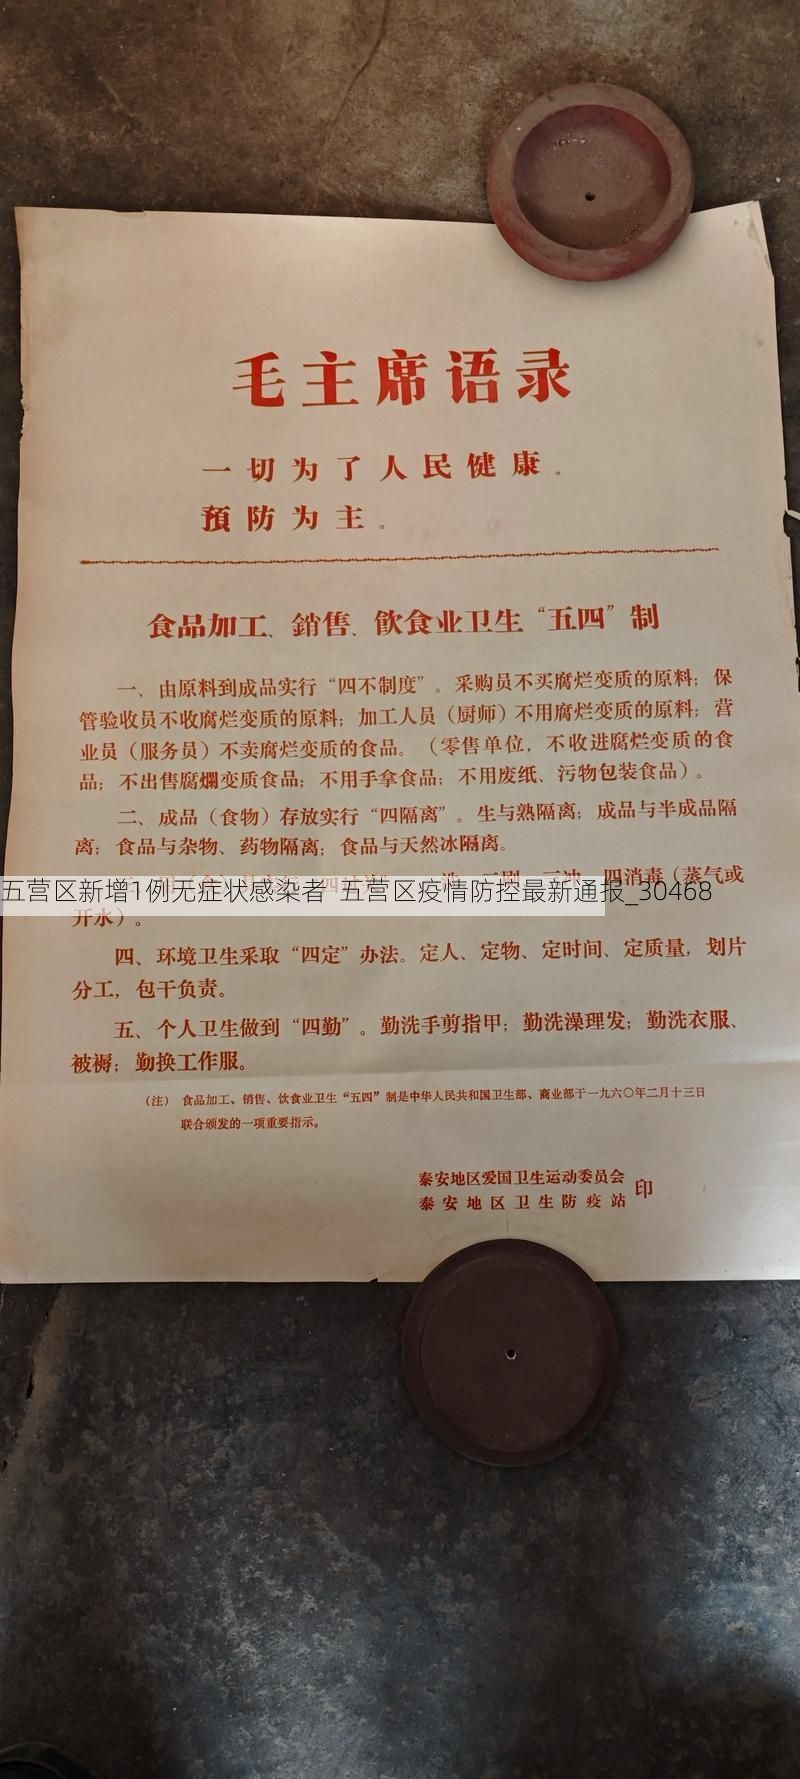 毛主席语录
一切为了人民健康。
預防为主。
食品加工、銷售、飲食业卫生“五四”制
一、由原料到成品实行“四不制度”。采购员不买腐烂变质的原料；保
管验收员不收腐烂变质的原料；加工人员（厨师）不用腐烂变质的原料；营
业员（服务员）不卖腐烂变质的食品。（零售单位，不收进腐烂变质的食
品；不出售腐爛变质食品；不用手拿食品；不用废纸、污物包装食品）。
二、成品（食物）存放实行“四隔离”。生与熟隔离；成品与半成品隔
离；食品与杂物、药物隔离；食品与天然冰隔离。
四消毒（蒸气或
五营区新增1例无症状感染者 五营区疫情防控最新通报_30468
开水）。
四、环境卫生采取“四定”办法。定人、定物、定时间、定质量，划片
分工，包干负责。
五、个人卫生做到“四勤”。勤洗手剪指甲；勤洗澡理发；勤洗衣服、
被褥；勤换工作服。
（注） 食品加工、销售、饮食业卫生“五四”制是中华人民共和国卫生部、商业部于一九六〇年二月十三日
联合颁发的一项重要指示。
泰安地区爱国卫生运动委员会
泰安地区卫生防疫站 印